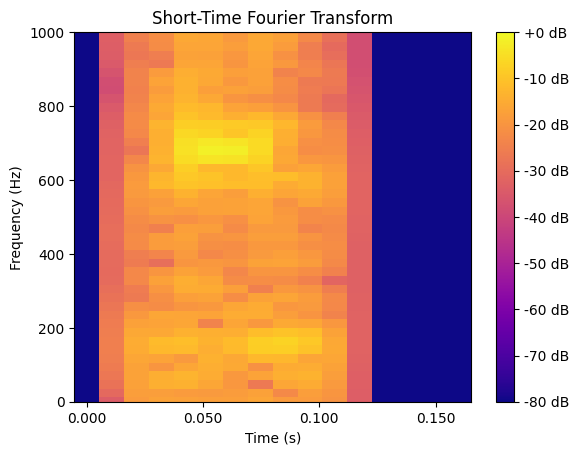 Short-Time Fourier Transform
1000
800
600
400
200
0
Frequency (Hz)
0.000
0.050
0.100
0.150
Time (s)
+0 dB
-10 dB
-20 dB
-30 dB
-40 dB
-50 dB
-60 dB
-70 dB
-80 dB